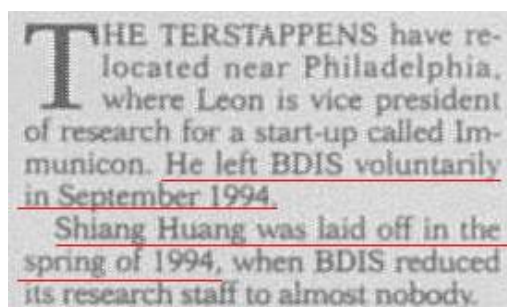 THE TERSTAPPENS have re-
located near Philadelphia,
where Leon is vice president
of research for a start-up called Im-
municon. He left BDIS voluntarily
in September 1994.
Shiang Huang was laid off in the
spring of 1994, when BDIS reduced
its research staff to almost nobody.